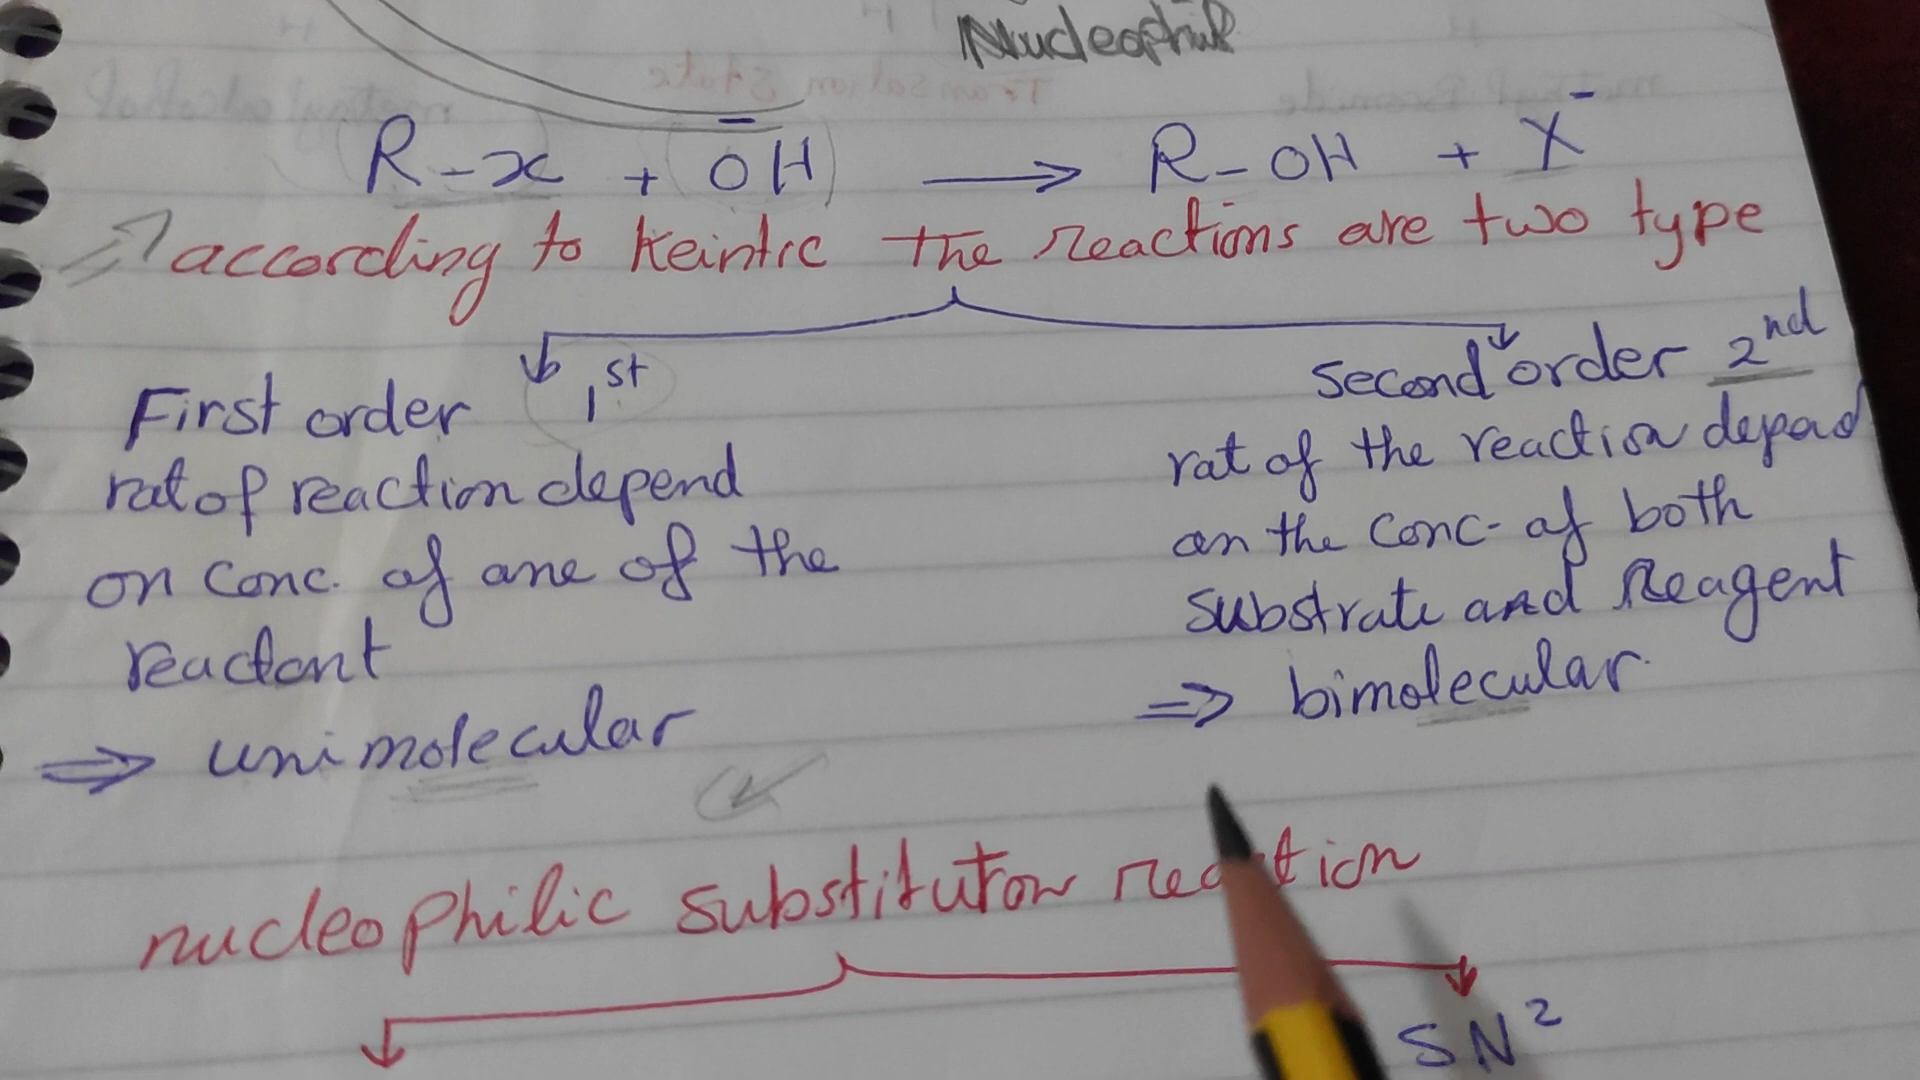 Nucleophil
R-x + ŌH → R-OH + X⁻
according to Keintic the reactions are two type
First order 1st
rat of reaction depend
on conc. of one of the
reactant
⇒ unimolecular
Second order 2nd
rat of the reaction depend
on the conc- of both
substrate and Reagent
⇒ bimolecular.
nucleophilic substitution reaction
SN²